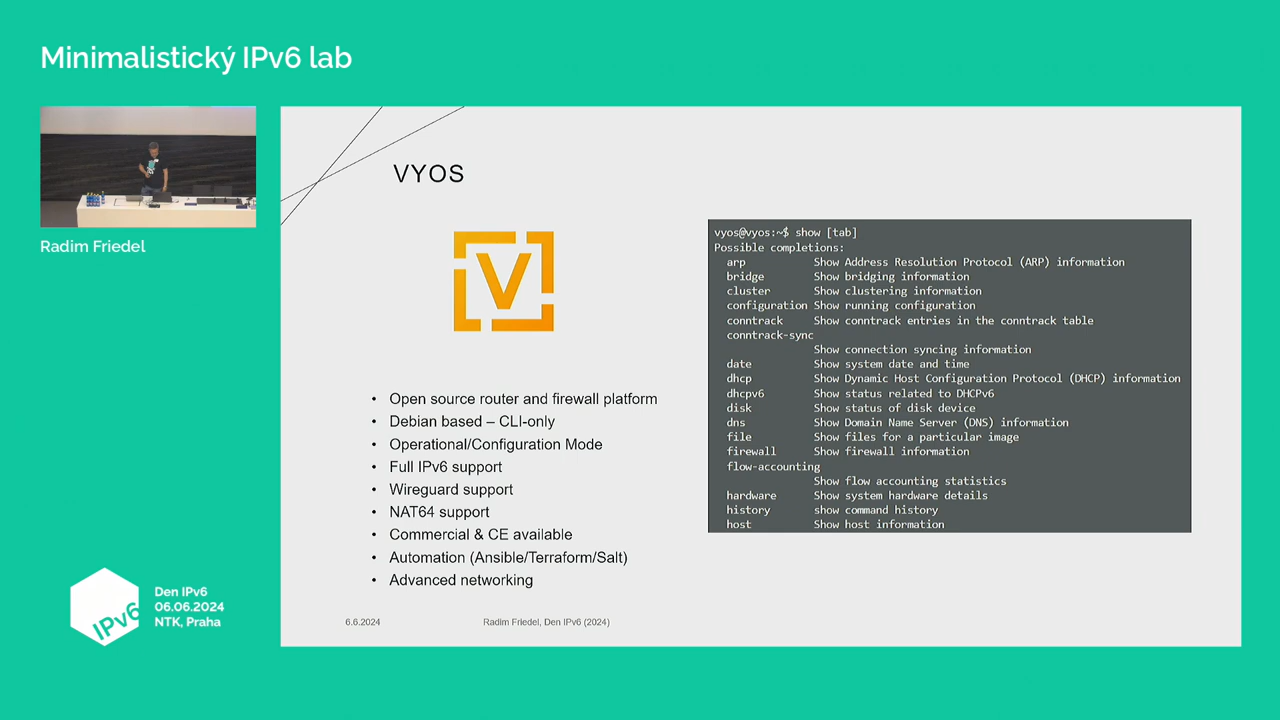 Minimalistický IPv6 lab
Radim Friedel
VYOS
V
• Open source router and firewall platform
• Debian based – CLI-only
• Operational/Configuration Mode
• Full IPv6 support
• Wireguard support
• NAT64 support
• Commercial & CE available
• Automation (Ansible/Terraform/Salt)
• Advanced networking
vyos@vyos:~$ show [tab]
Possible completions:
arp Show Address Resolution Protocol (ARP) information
bridge Show bridging information
cluster Show clustering information
configuration Show running configuration
conntrack Show conntrack entries in the conntrack table
conntrack-sync
Show connection syncing information
date Show system date and time
dhcp Show Dynamic Host Configuration Protocol (DHCP) information
dhcpv6 Show status related to DHCPv6
disk Show status of disk device
dns Show Domain Name Server (DNS) information
file Show files for a particular image
firewall Show firewall information
flow-accounting
Show flow accounting statistics
hardware Show system hardware details
history show command history
host Show host information
6.6.2024
Radim Friedel, Den IPv6 (2024)
IPv6
Den IPv6
06.06.2024
NTK, Praha